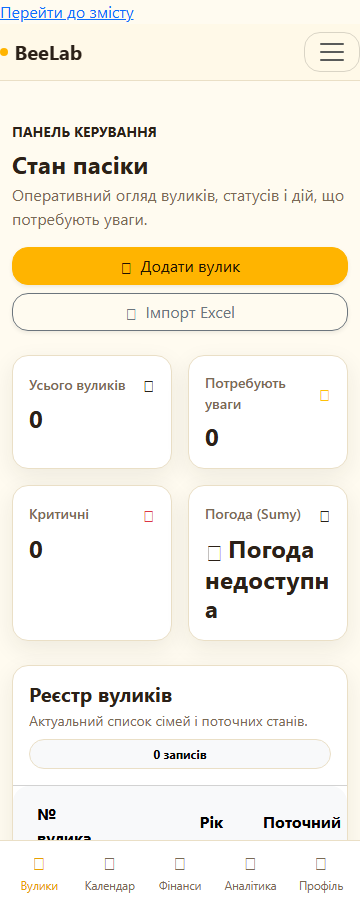 Перейти до змісту
BeeLab
ПАНЕЛЬ КЕРУВАННЯ
Стан пасіки
Оперативний огляд вуликів, статусів і дій, що
потребують уваги.
Додати вулик
Імпорт Excel
Усього вуликів
0
Потребують
уваги
0
Критичні
0
Погода (Sumy)
Погода
недоступн
а
Реєстр вуликів
Актуальний список сімей і поточних станів.
0 записів
№
вулика
Рік
Поточний
Вулики
Календар
Фінанси
Аналітика
Профіль